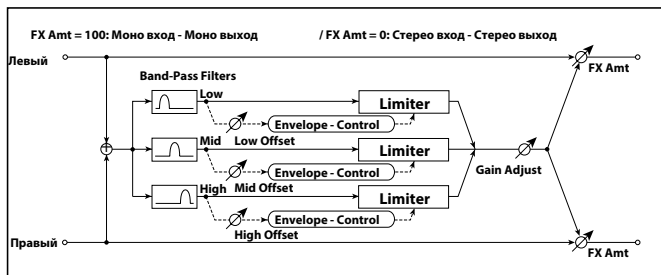 FX Amt = 100: Моно вход - Моно выход / FX Amt = 0: Стерео вход - Стерео выход
Левый
FX Amt
Band-Pass Filters
Low
Limiter
Envelope - Control
Mid
Low Offset
Limiter
Gain Adjust
Envelope - Control
High
Mid Offset
Limiter
Envelope - Control
High Offset
Правый
FX Amt